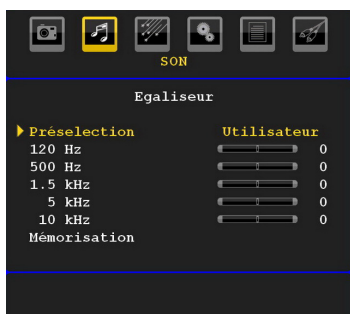 SON
Egaliseur
Préselection Utilisateur
120 Hz 0
500 Hz 0
1.5 kHz 0
5 kHz 0
10 kHz 0
Mémorisation